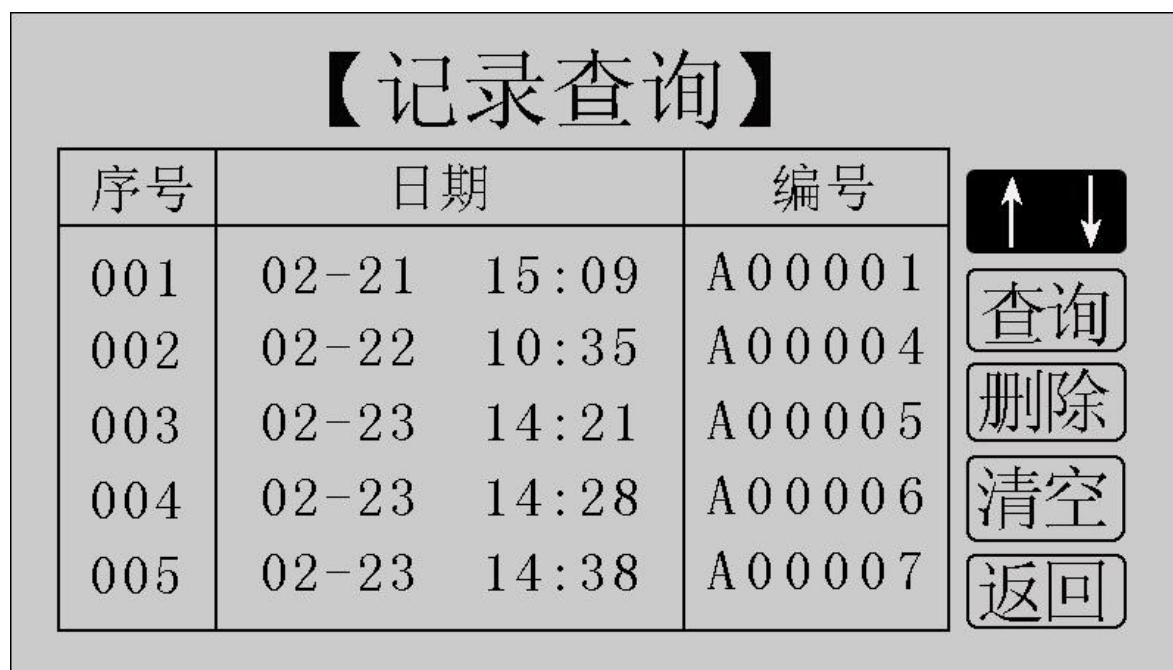 【记录查询】
序号 日期 编号
001 02-21 15:09 A00001
002 02-22 10:35 A00004
003 02-23 14:21 A00005
004 02-23 14:28 A00006
005 02-23 14:38 A00007
↑ ↓
查询
删除
清空
返回